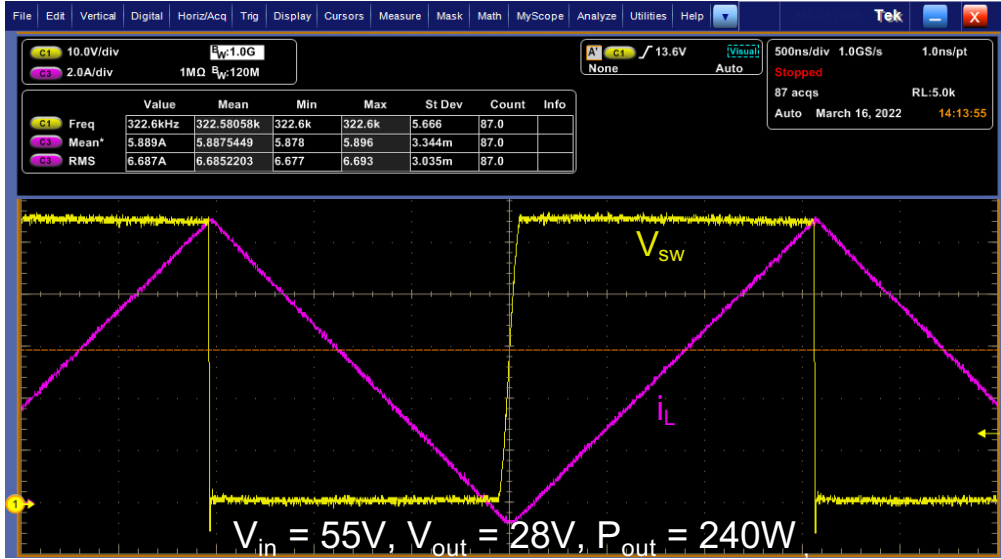 File Edit Vertical Digital Horiz/Acq Trig Display Cursors Measure Mask Math MyScope Analyze Utilities Help ▼ Tek X
C1 10.0V/div BW:1.0G
C3 2.0A/div 1MΩ BW:120M
A' C1 13.6V Visual
None Auto
500ns/div 1.0GS/s 1.0ns/pt
Stopped
87 acqs RL:5.0k
Auto March 16, 2022 14:13:55
Value Mean Min Max St Dev Count Info
C1 Freq 322.6kHz 322.58058k 322.6k 322.6k 5.666 87.0
C3 Mean* 5.889A 5.8875449 5.878 5.896 3.344m 87.0
C3 RMS 6.687A 6.6852203 6.677 6.693 3.035m 87.0
Vsw
iL
1
Vin = 55V, Vout = 28V, Pout = 240W